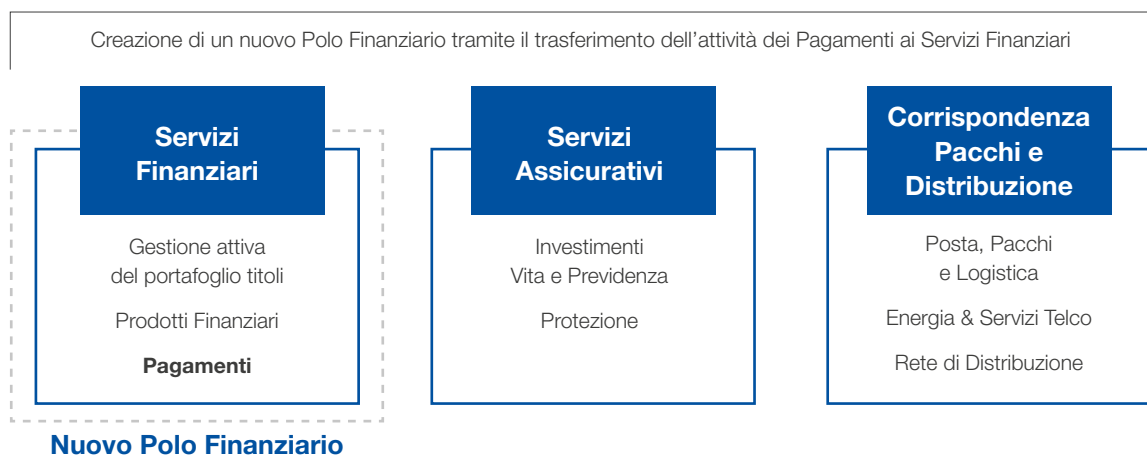 Creazione di un nuovo Polo Finanziario tramite il trasferimento dell'attività dei Pagamenti ai Servizi Finanziari
Servizi
Finanziari
Gestione attiva
del portafoglio titoli
Prodotti Finanziari
Pagamenti
Nuovo Polo Finanziario
Servizi
Assicurativi
Investimenti
Vita e Previdenza
Protezione
Corrispondenza
Pacchi e
Distribuzione
Posta, Pacchi
e Logistica
Energia & Servizi Telco
Rete di Distribuzione